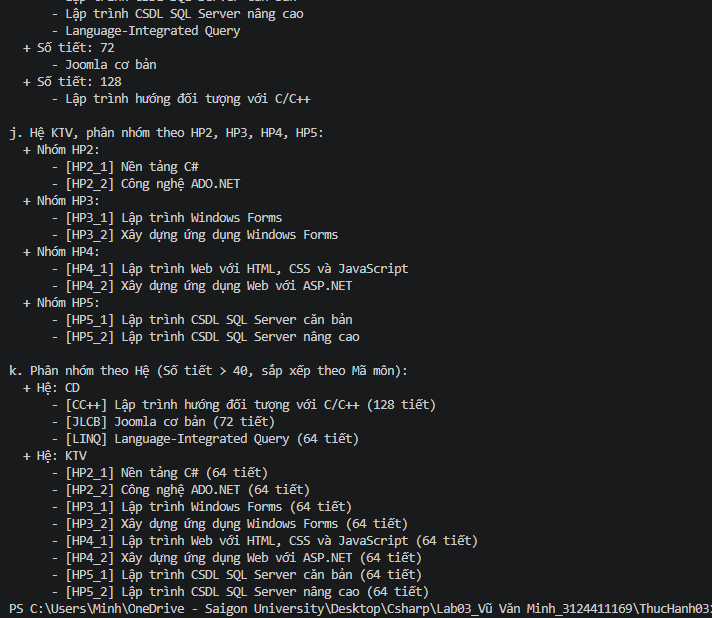 - Lập trình CSDL SQL Server nâng cao
- Language-Integrated Query
+ Số tiết: 72
- Joomla cơ bản
+ Số tiết: 128
- Lập trình hướng đối tượng với C/C++
j. Hệ KTV, phân nhóm theo HP2, HP3, HP4, HP5:
+ Nhóm HP2:
- [HP2_1] Nền tảng C#
- [HP2_2] Công nghệ ADO.NET
+ Nhóm HP3:
- [HP3_1] Lập trình Windows Forms
- [HP3_2] Xây dựng ứng dụng Windows Forms
+ Nhóm HP4:
- [HP4_1] Lập trình Web với HTML, CSS và JavaScript
- [HP4_2] Xây dựng ứng dụng Web với ASP.NET
+ Nhóm HP5:
- [HP5_1] Lập trình CSDL SQL Server căn bản
- [HP5_2] Lập trình CSDL SQL Server nâng cao
k. Phân nhóm theo Hệ (Số tiết > 40, sắp xếp theo Mã môn):
+ Hệ: CD
- [CC++] Lập trình hướng đối tượng với C/C++ (128 tiết)
- [JLCB] Joomla cơ bản (72 tiết)
- [LINQ] Language-Integrated Query (64 tiết)
+ Hệ: KTV
- [HP2_1] Nền tảng C# (64 tiết)
- [HP2_2] Công nghệ ADO.NET (64 tiết)
- [HP3_1] Lập trình Windows Forms (64 tiết)
- [HP3_2] Xây dựng ứng dụng Windows Forms (64 tiết)
- [HP4_1] Lập trình Web với HTML, CSS và JavaScript (64 tiết)
- [HP4_2] Xây dựng ứng dụng Web với ASP.NET (64 tiết)
- [HP5_1] Lập trình CSDL SQL Server căn bản (64 tiết)
- [HP5_2] Lập trình CSDL SQL Server nâng cao (64 tiết)
PS C:\Users\Minh\OneDrive - Saigon University\Desktop\Csharp\Lab03_Vũ Văn Minh_3124411169\ThucHanh03